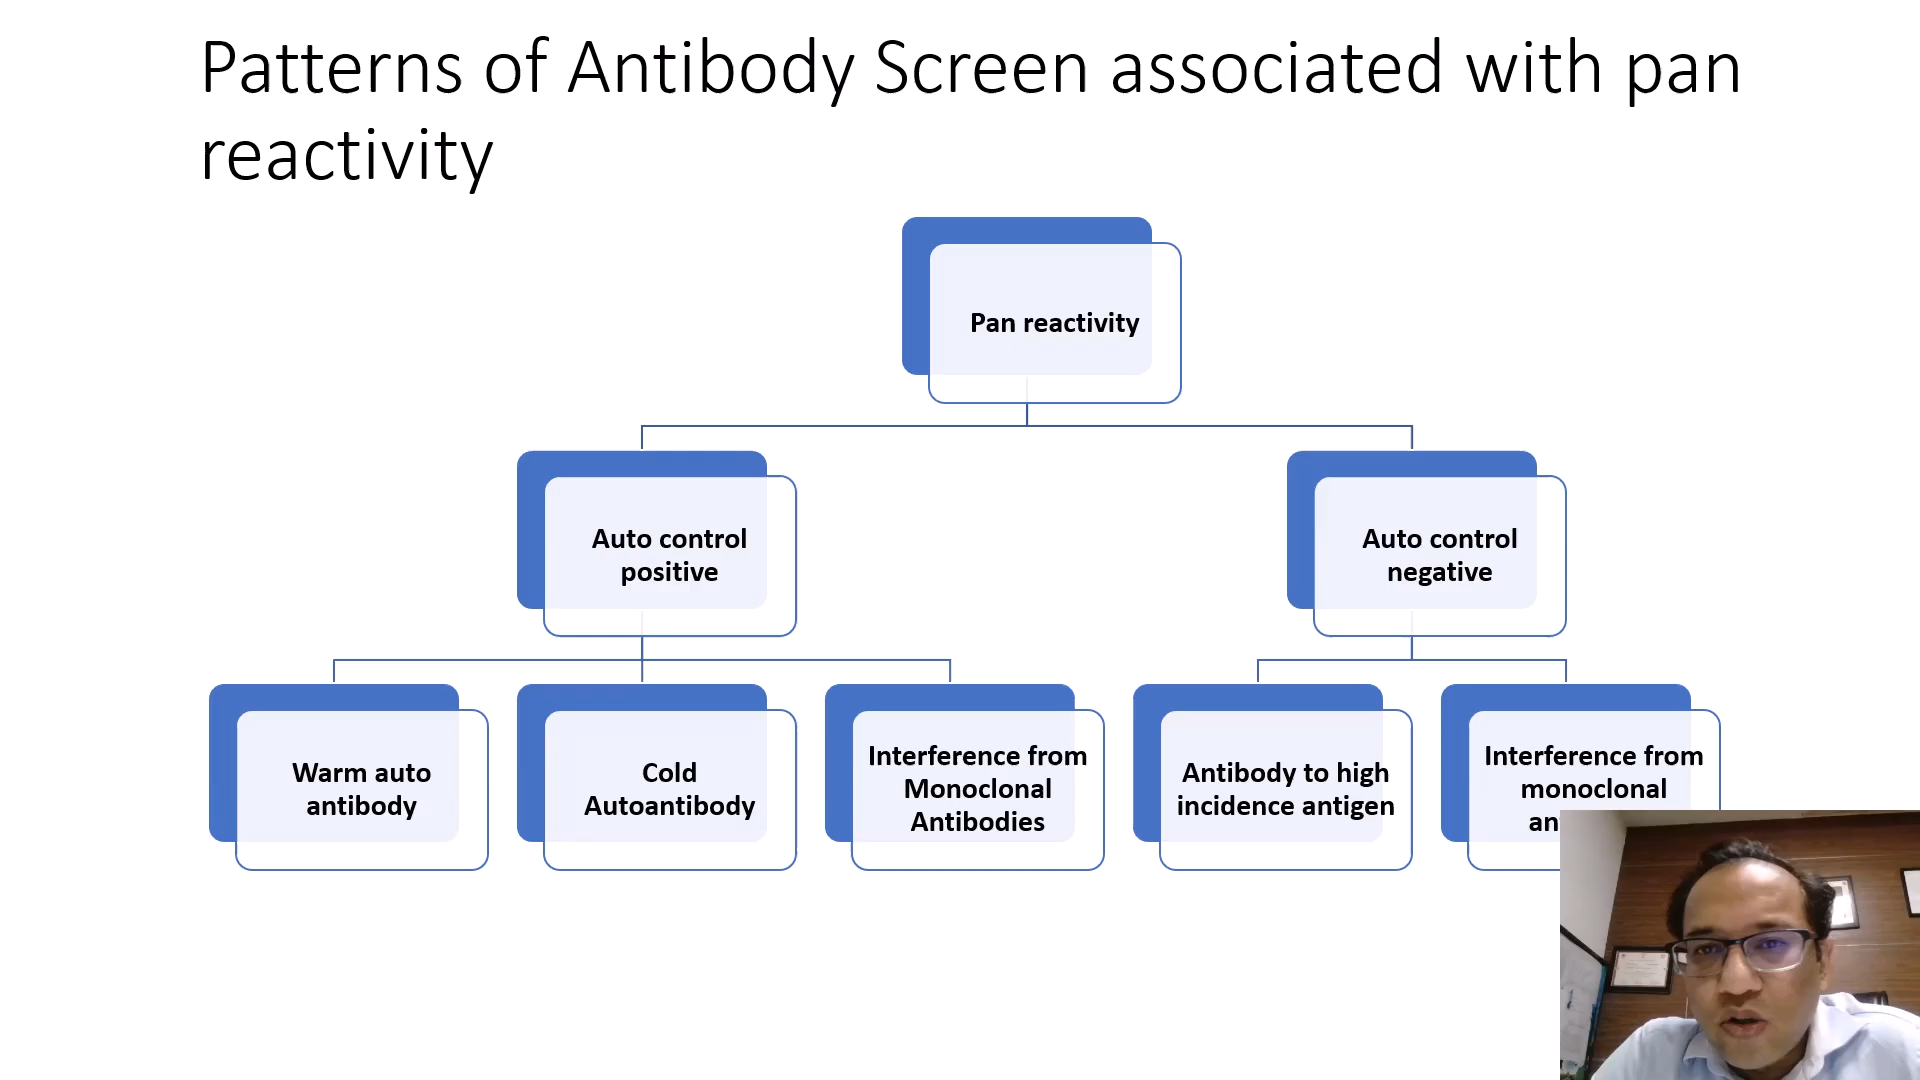 Patterns of Antibody Screen associated with pan
reactivity
Pan reactivity
Auto control
positive
Auto control
negative
Warm auto
antibody
Cold
Autoantibody
Interference from
Monoclonal
Antibodies
Antibody to high
incidence antigen
Interference from
monoclonal